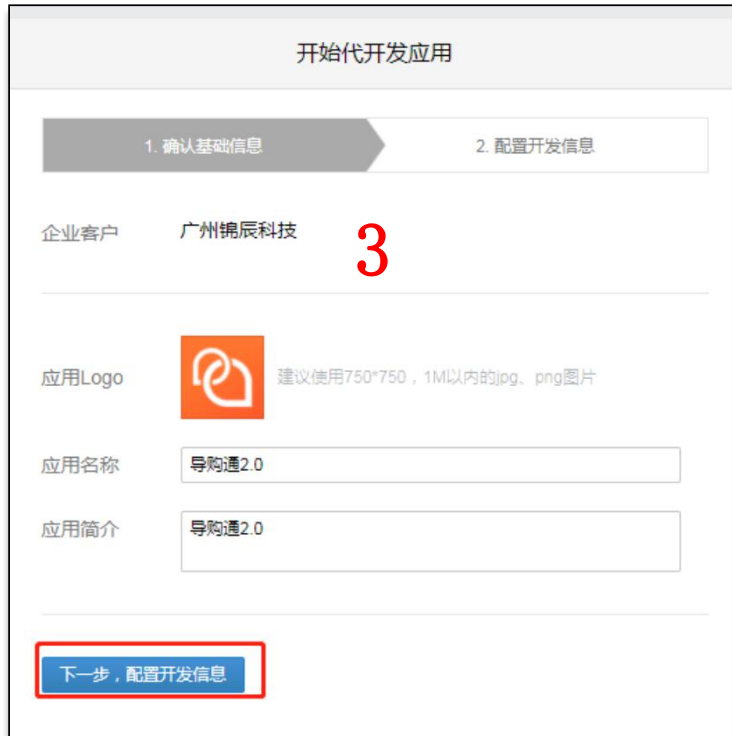 开始代开发应用
1. 确认基础信息
2. 配置开发信息
企业客户 广州锦辰科技
3
应用Logo 建议使用750*750，1M以内的jpg、png图片
应用名称 导购通2.0
应用简介 导购通2.0
下一步，配置开发信息